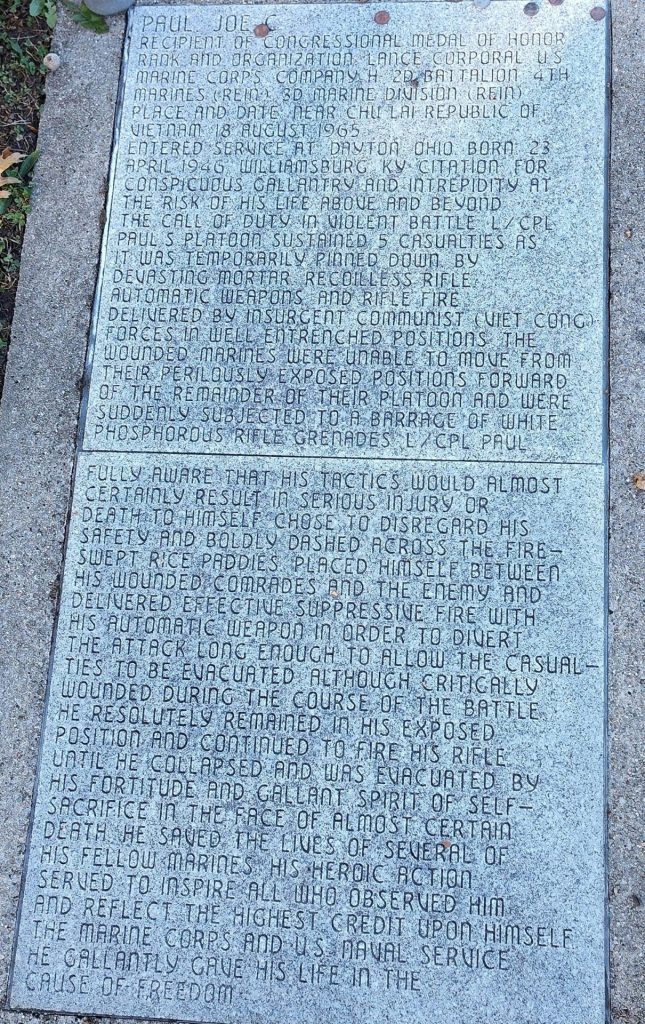 PAUL JOE C
RECIPIENT OF CONGRESSIONAL MEDAL OF HONOR
RANK AND ORGANIZATION LANCE CORPORAL U S
MARINE CORPS COMPANY H 2D BATTALION 4TH
MARINES (REIN) 3D MARINE DIVISION (REIN)
PLACE AND DATE NEAR CHU LAI REPUBLIC OF
VIETNAM 18 AUGUST 1965
ENTERED SERVICE AT DAYTON OHIO BORN 23
APRIL 1946 WILLIAMSBURG KY CITATION FOR
CONSPICUOUS GALLANTRY AND INTREPIDITY AT
THE RISK OF HIS LIFE ABOVE AND BEYOND
THE CALL OF DUTY IN VIOLENT BATTLE L/CPL
PAUL'S PLATOON SUSTAINED 5 CASUALTIES AS
IT WAS TEMPORARILY PINNED DOWN BY
DEVASTING MORTAR RECOILLESS RIFLE,
AUTOMATIC WEAPONS AND RIFLE FIRE
DELIVERED BY INSURGENT COMMUNIST (VIET CONG)
FORCES IN WELL ENTRENCHED POSITIONS THE
WOUNDED MARINES WERE UNABLE TO MOVE FROM
THEIR PERILOUSLY EXPOSED POSITIONS FORWARD
OF THE REMAINDER OF THEIR PLATOON AND WERE
SUDDENLY SUBJECTED TO A BARRAGE OF WHITE
PHOSPHOROUS RIFLE GRENADES L/CPL PAUL
FULLY AWARE THAT HIS TACTICS WOULD ALMOST
CERTAINLY RESULT IN SERIOUS INJURY OR
DEATH TO HIMSELF CHOSE TO DISREGARD HIS
SAFETY AND BOLDLY DASHED ACROSS THE FIRE-
SWEPT RICE PADDIES PLACED HIMSELF BETWEEN
HIS WOUNDED COMRADES AND THE ENEMY AND
DELIVERED EFFECTIVE SUPPRESSIVE FIRE WITH
HIS AUTOMATIC WEAPON IN ORDER TO DIVERT
THE ATTACK LONG ENOUGH TO ALLOW THE CASUAL-
TIES TO BE EVACUATED ALTHOUGH CRITICALLY
WOUNDED DURING THE COURSE OF THE BATTLE
HE RESOLUTELY REMAINED IN HIS EXPOSED
POSITION AND CONTINUED TO FIRE HIS RIFLE
UNTIL HE COLLAPSED AND WAS EVACUATED BY
HIS FORTITUDE AND GALLANT SPIRIT OF SELF-
SACRIFICE IN THE FACE OF ALMOST CERTAIN
DEATH HE SAVED THE LIVES OF SEVERAL OF
HIS FELLOW MARINES HIS HEROIC ACTION
SERVED TO INSPIRE ALL WHO OBSERVED HIM
AND REFLECT THE HIGHEST CREDIT UPON HIMSELF
THE MARINE CORPS AND U.S. NAVAL SERVICE
HE GALLANTLY GAVE HIS LIFE IN THE
CAUSE OF FREEDOM